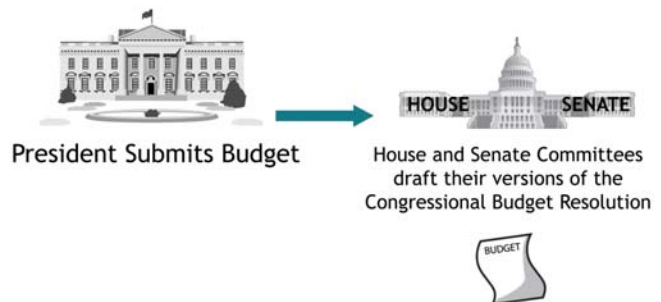 HOUSE SENATE
President Submits Budget
House and Senate Committees
draft their versions of the
Congressional Budget Resolution
BUDGET